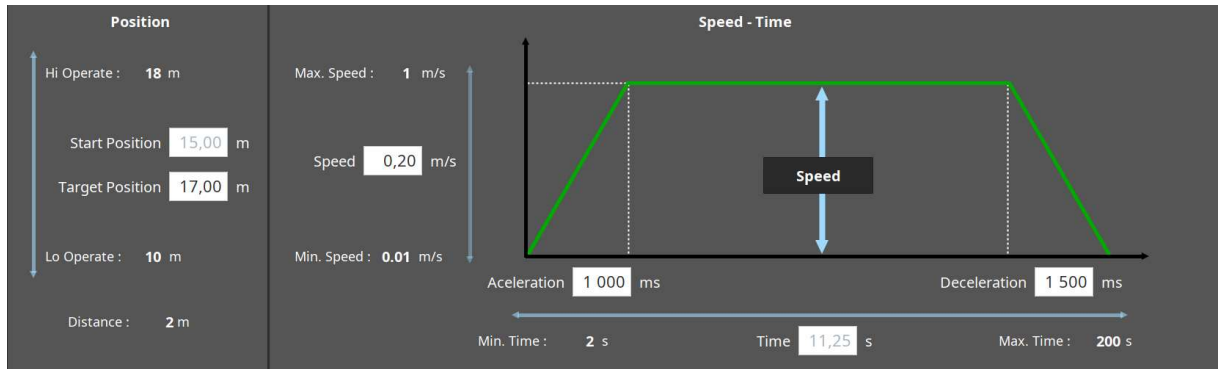 Position
Hi Operate : 18 m
Start Position 15,00 m
Target Position 17,00 m
Lo Operate : 10 m
Distance : 2 m
Speed - Time
Max. Speed : 1 m/s
Speed 0,20 m/s
Min. Speed : 0.01 m/s
Speed
Aceleration 1 000 ms
Deceleration 1 500 ms
Min. Time : 2 s
Time 11,25 s
Max. Time : 200 s